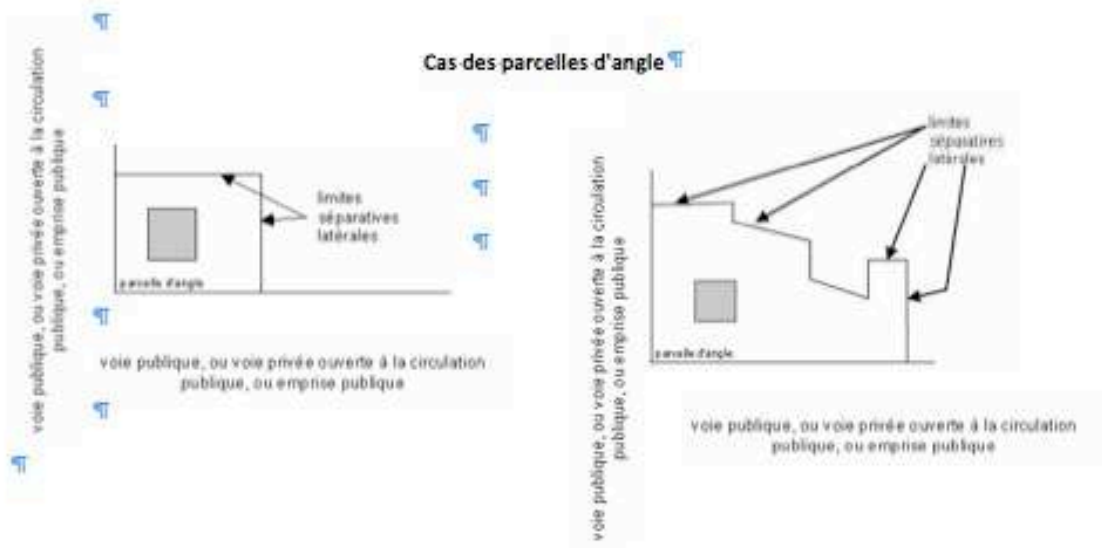 Cas des parcelles d'angle
voie publique, ou voie privée ouverte à la circulation
publique, ou emprise publique
limites
séparatives
latérales
parcelle d'angle
voie publique, ou voie privée ouverte à la circulation
publique, ou emprise publique
voie publique, ou voie privée ouverte à la circulation
publique, ou emprise publique
limites
séparatives
latérales
parcelle d'angle
voie publique, ou voie privée ouverte à la circulation
publique, ou emprise publique